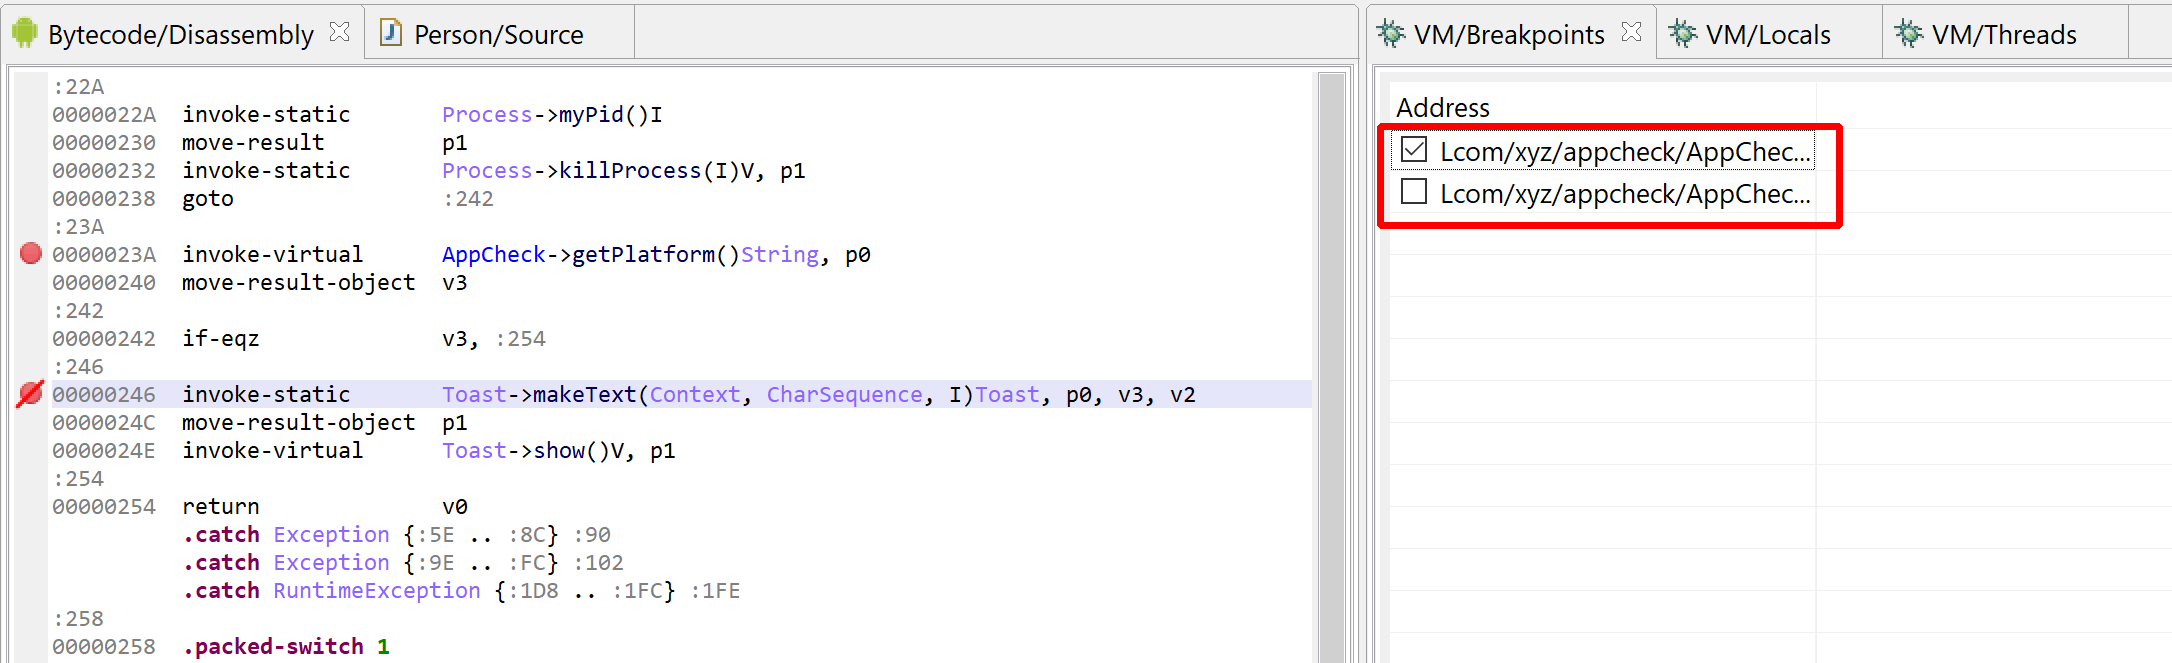 Bytecode/Disassembly Person/Source
:22A
0000022A invoke-static Process->myPid()I
00000230 move-result p1
00000232 invoke-static Process->killProcess(I)V, p1
00000238 goto :242
:23A
0000023A invoke-virtual AppCheck->getPlatform()String, p0
00000240 move-result-object v3
:242
00000242 if-eqz v3, :254
:246
00000246 invoke-static Toast->makeText(Context, CharSequence, I)Toast, p0, v3, v2
0000024C move-result-object p1
0000024E invoke-virtual Toast->show()V, p1
:254
00000254 return v0
.catch Exception {:5E .. :8C} :90
.catch Exception {:9E .. :FC} :102
.catch RuntimeException {:1D8 .. :1FC} :1FE
:258
00000258 .packed-switch 1
VM/Breakpoints VM/Locals VM/Threads
Address
Lcom/xyz/appcheck/AppChec...
Lcom/xyz/appcheck/AppChec...